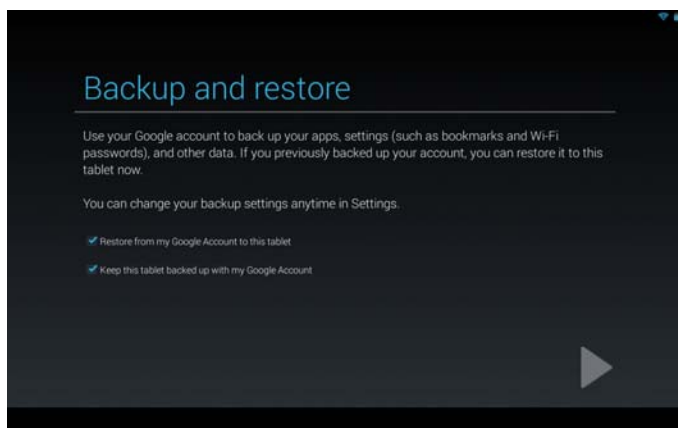 Backup and restore
Use your Google account to back up your apps, settings (such as bookmarks and Wi-Fi
passwords), and other data. If you previously backed up your account, you can restore it to this
tablet now.
You can change your backup settings anytime in Settings.
Restore from my Google Account to this tablet
Keep this tablet backed up with my Google Account